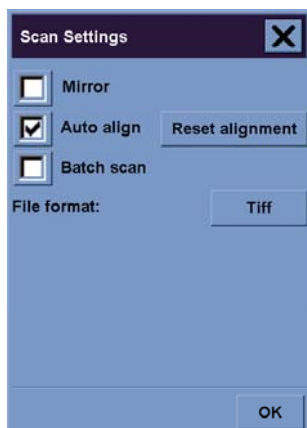 Scan Settings
Mirror
Auto align Reset alignment
Batch scan
File format: Tiff
OK